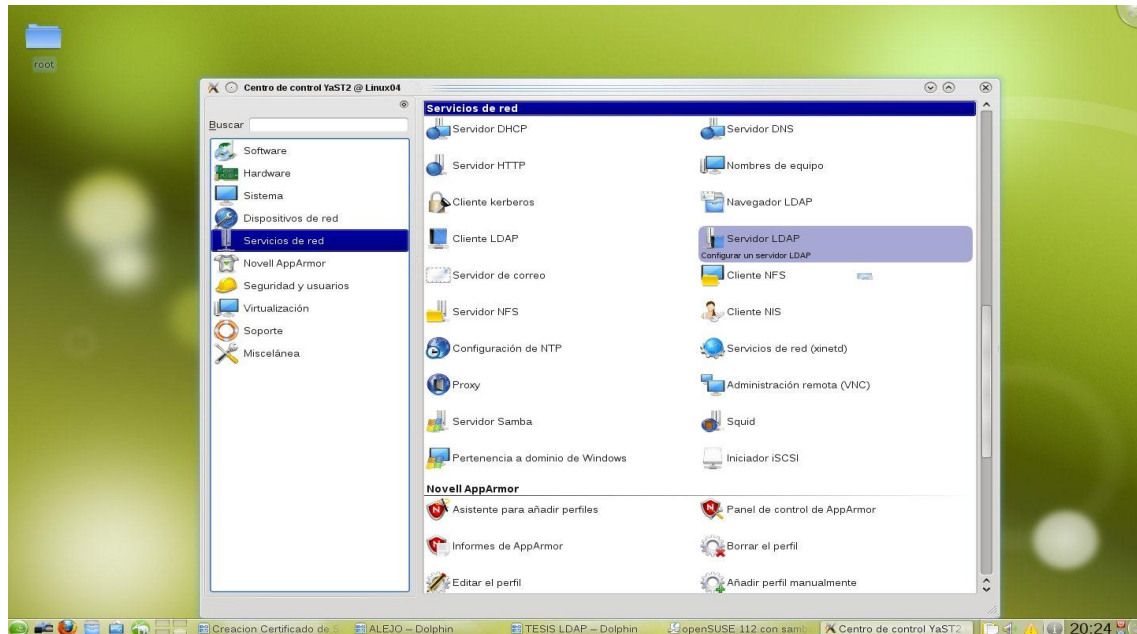 root
Centro de control YaST2 @ Linux04
Buscar
Software
Hardware
Sistema
Dispositivos de red
Servicios de red
Novell AppArmor
Seguridad y usuarios
Virtualización
Soporte
Miscelánea
Servicios de red
Servidor DHCP
Servidor DNS
Servidor HTTP
Nombres de equipo
Cliente kerberos
Navegador LDAP
Cliente LDAP
Servidor LDAP
Configurar un servidor LDAP
Servidor de correo
Cliente NFS
Servidor NFS
Cliente NIS
Configuración de NTP
Servicios de red (xinetd)
Proxy
Administración remota (VNC)
Servidor Samba
Squid
Pertenencia a dominio de Windows
Iniciador iSCSI
Novell AppArmor
Asistente para añadir perfiles
Panel de control de AppArmor
Informes de AppArmor
Borrar el perfil
Editar el perfil
Añadir perfil manualmente
Creacion Certificado de S
ALEJO – Dolphin
TESIS LDAP – Dolphin
openSUSE 112 con samb
Centro de control YaST2
20:24